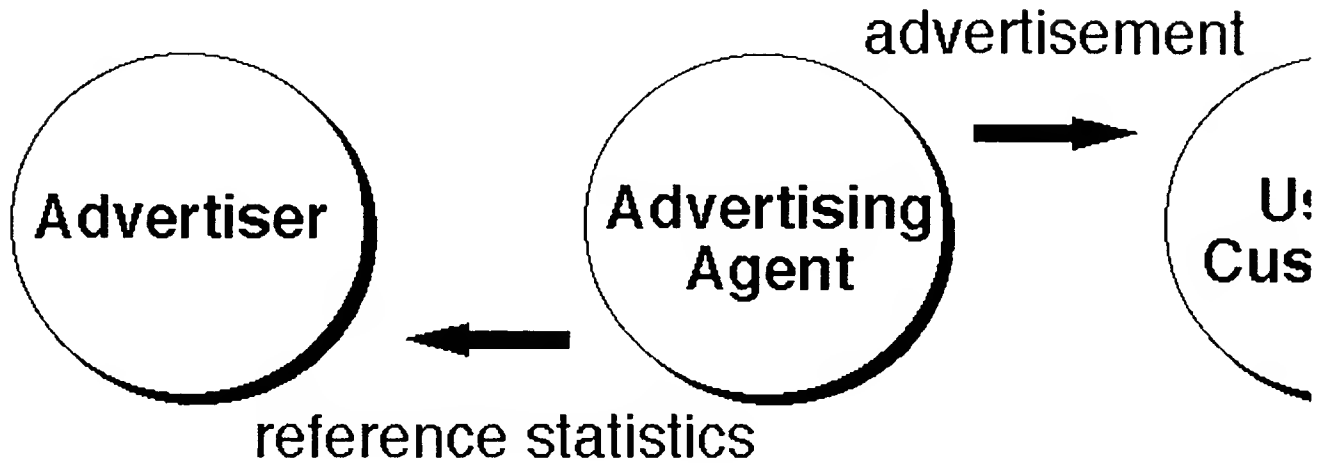 advertisement
Advertiser
Advertising
Agent
reference statistics